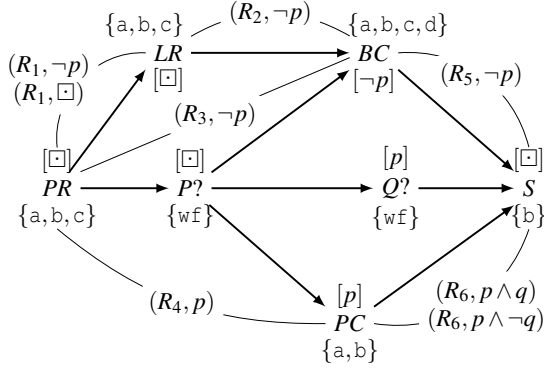 {a,b,c} (R₂,¬p) {a,b,c,d}
LR BC
(R₁,¬p) [⊡] [¬p] (R₅,¬p)
(R₁,⊡) (R₃,¬p)
[⊡] [⊡] [p] [⊡]
PR P? Q? S
{a,b,c} {wf} {wf} {b}
[p] (R₆,p∧q)
(R₄,p) PC (R₆,p∧¬q)
{a,b}